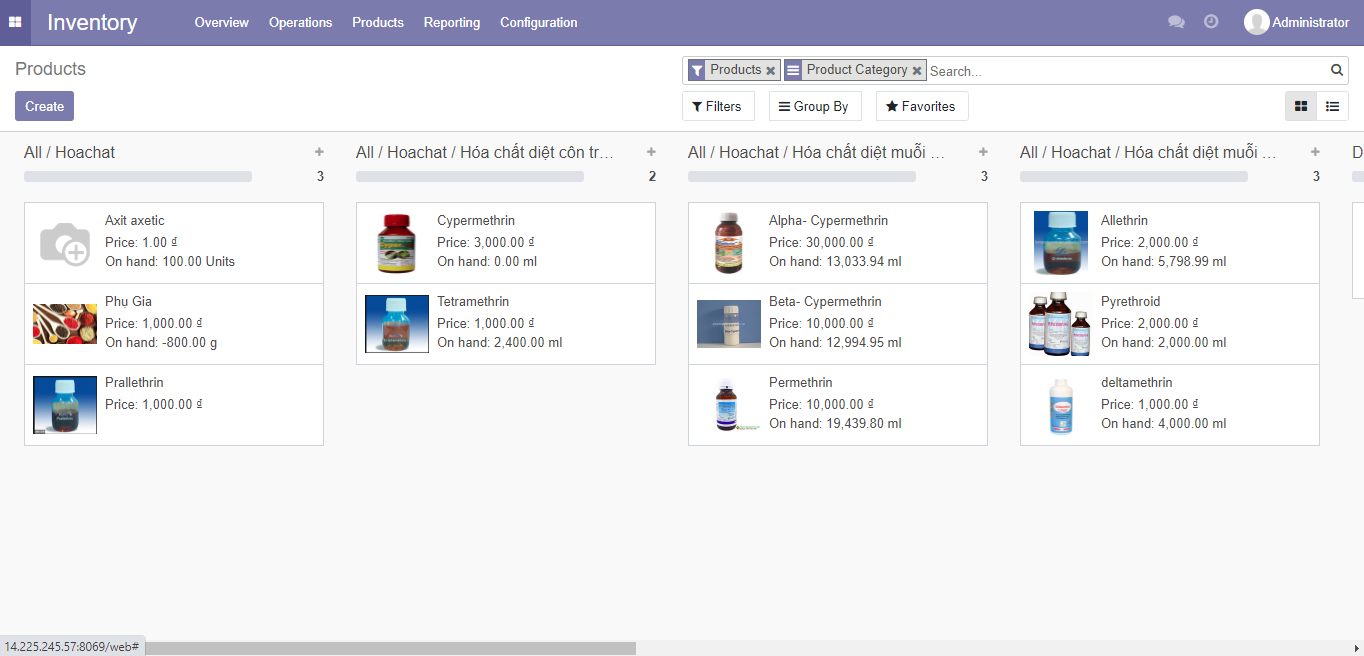 Inventory
Overview
Operations
Products
Reporting
Configuration
Administrator
Products
Products
Product Category
Search...
Create
Filters
Group By
Favorites
All / Hoachat
3
Axit axetic
Price: 1.00 ₫
On hand: 100.00 Units
Phụ Gia
Price: 1,000.00 ₫
On hand: -800.00 g
Prallethrin
Price: 1,000.00 ₫
All / Hoachat / Hóa chất diệt côn tr…
2
Cypermethrin
Price: 3,000.00 ₫
On hand: 0.00 ml
Tetramethrin
Price: 1,000.00 ₫
On hand: 2,400.00 ml
All / Hoachat / Hóa chất diệt muỗi …
3
Alpha- Cypermethrin
Price: 30,000.00 ₫
On hand: 13,033.94 ml
Beta- Cypermethrin
Price: 10,000.00 ₫
On hand: 12,994.95 ml
Permethrin
Price: 10,000.00 ₫
On hand: 19,439.80 ml
All / Hoachat / Hóa chất diệt muỗi …
3
Allethrin
Price: 2,000.00 ₫
On hand: 5,798.99 ml
Pyrethroid
Price: 2,000.00 ₫
On hand: 2,000.00 ml
deltamethrin
Price: 1,000.00 ₫
On hand: 4,000.00 ml
D
14.225.245.57:8069/web#